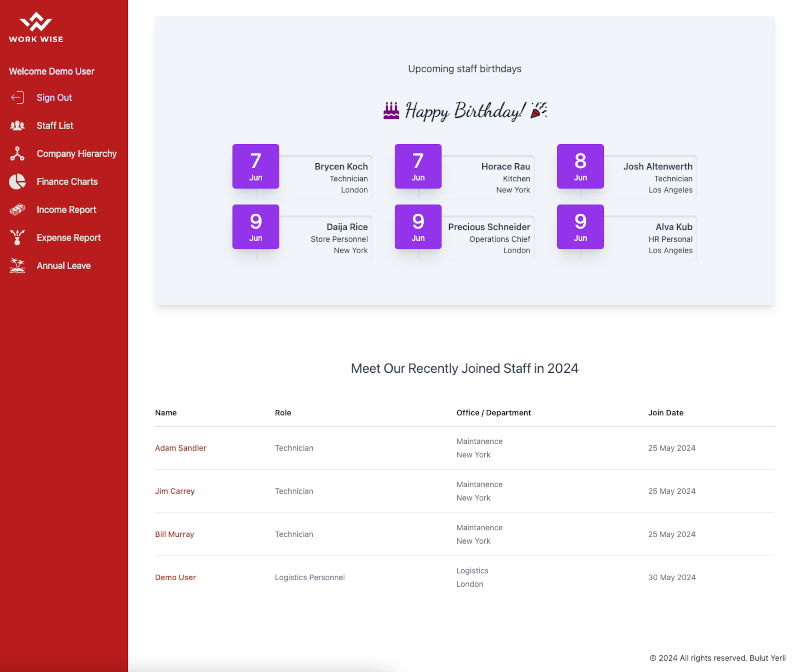 WORK WISE
Welcome Demo User
Sign Out
Staff List
Company Hierarchy
Finance Charts
Income Report
Expense Report
Annual Leave
Upcoming staff birthdays
Happy Birthday!
7
Jun
Brycen Koch
Technician
London
7
Jun
Horace Rau
Kitchen
New York
8
Jun
Josh Altenwerth
Technician
Los Angeles
9
Jun
Daija Rice
Store Personnel
New York
9
Jun
Precious Schneider
Operations Chief
London
9
Jun
Alva Kub
HR Personal
Los Angeles
Meet Our Recently Joined Staff in 2024
Name Role Office / Department Join Date
Adam Sandler Technician Maintanence New York 25 May 2024
Jim Carrey Technician Maintanence New York 25 May 2024
Bill Murray Technician Maintanence New York 25 May 2024
Demo User Logistics Personnel Logistics London 30 May 2024
© 2024 All rights reserved. Bulut Yerli